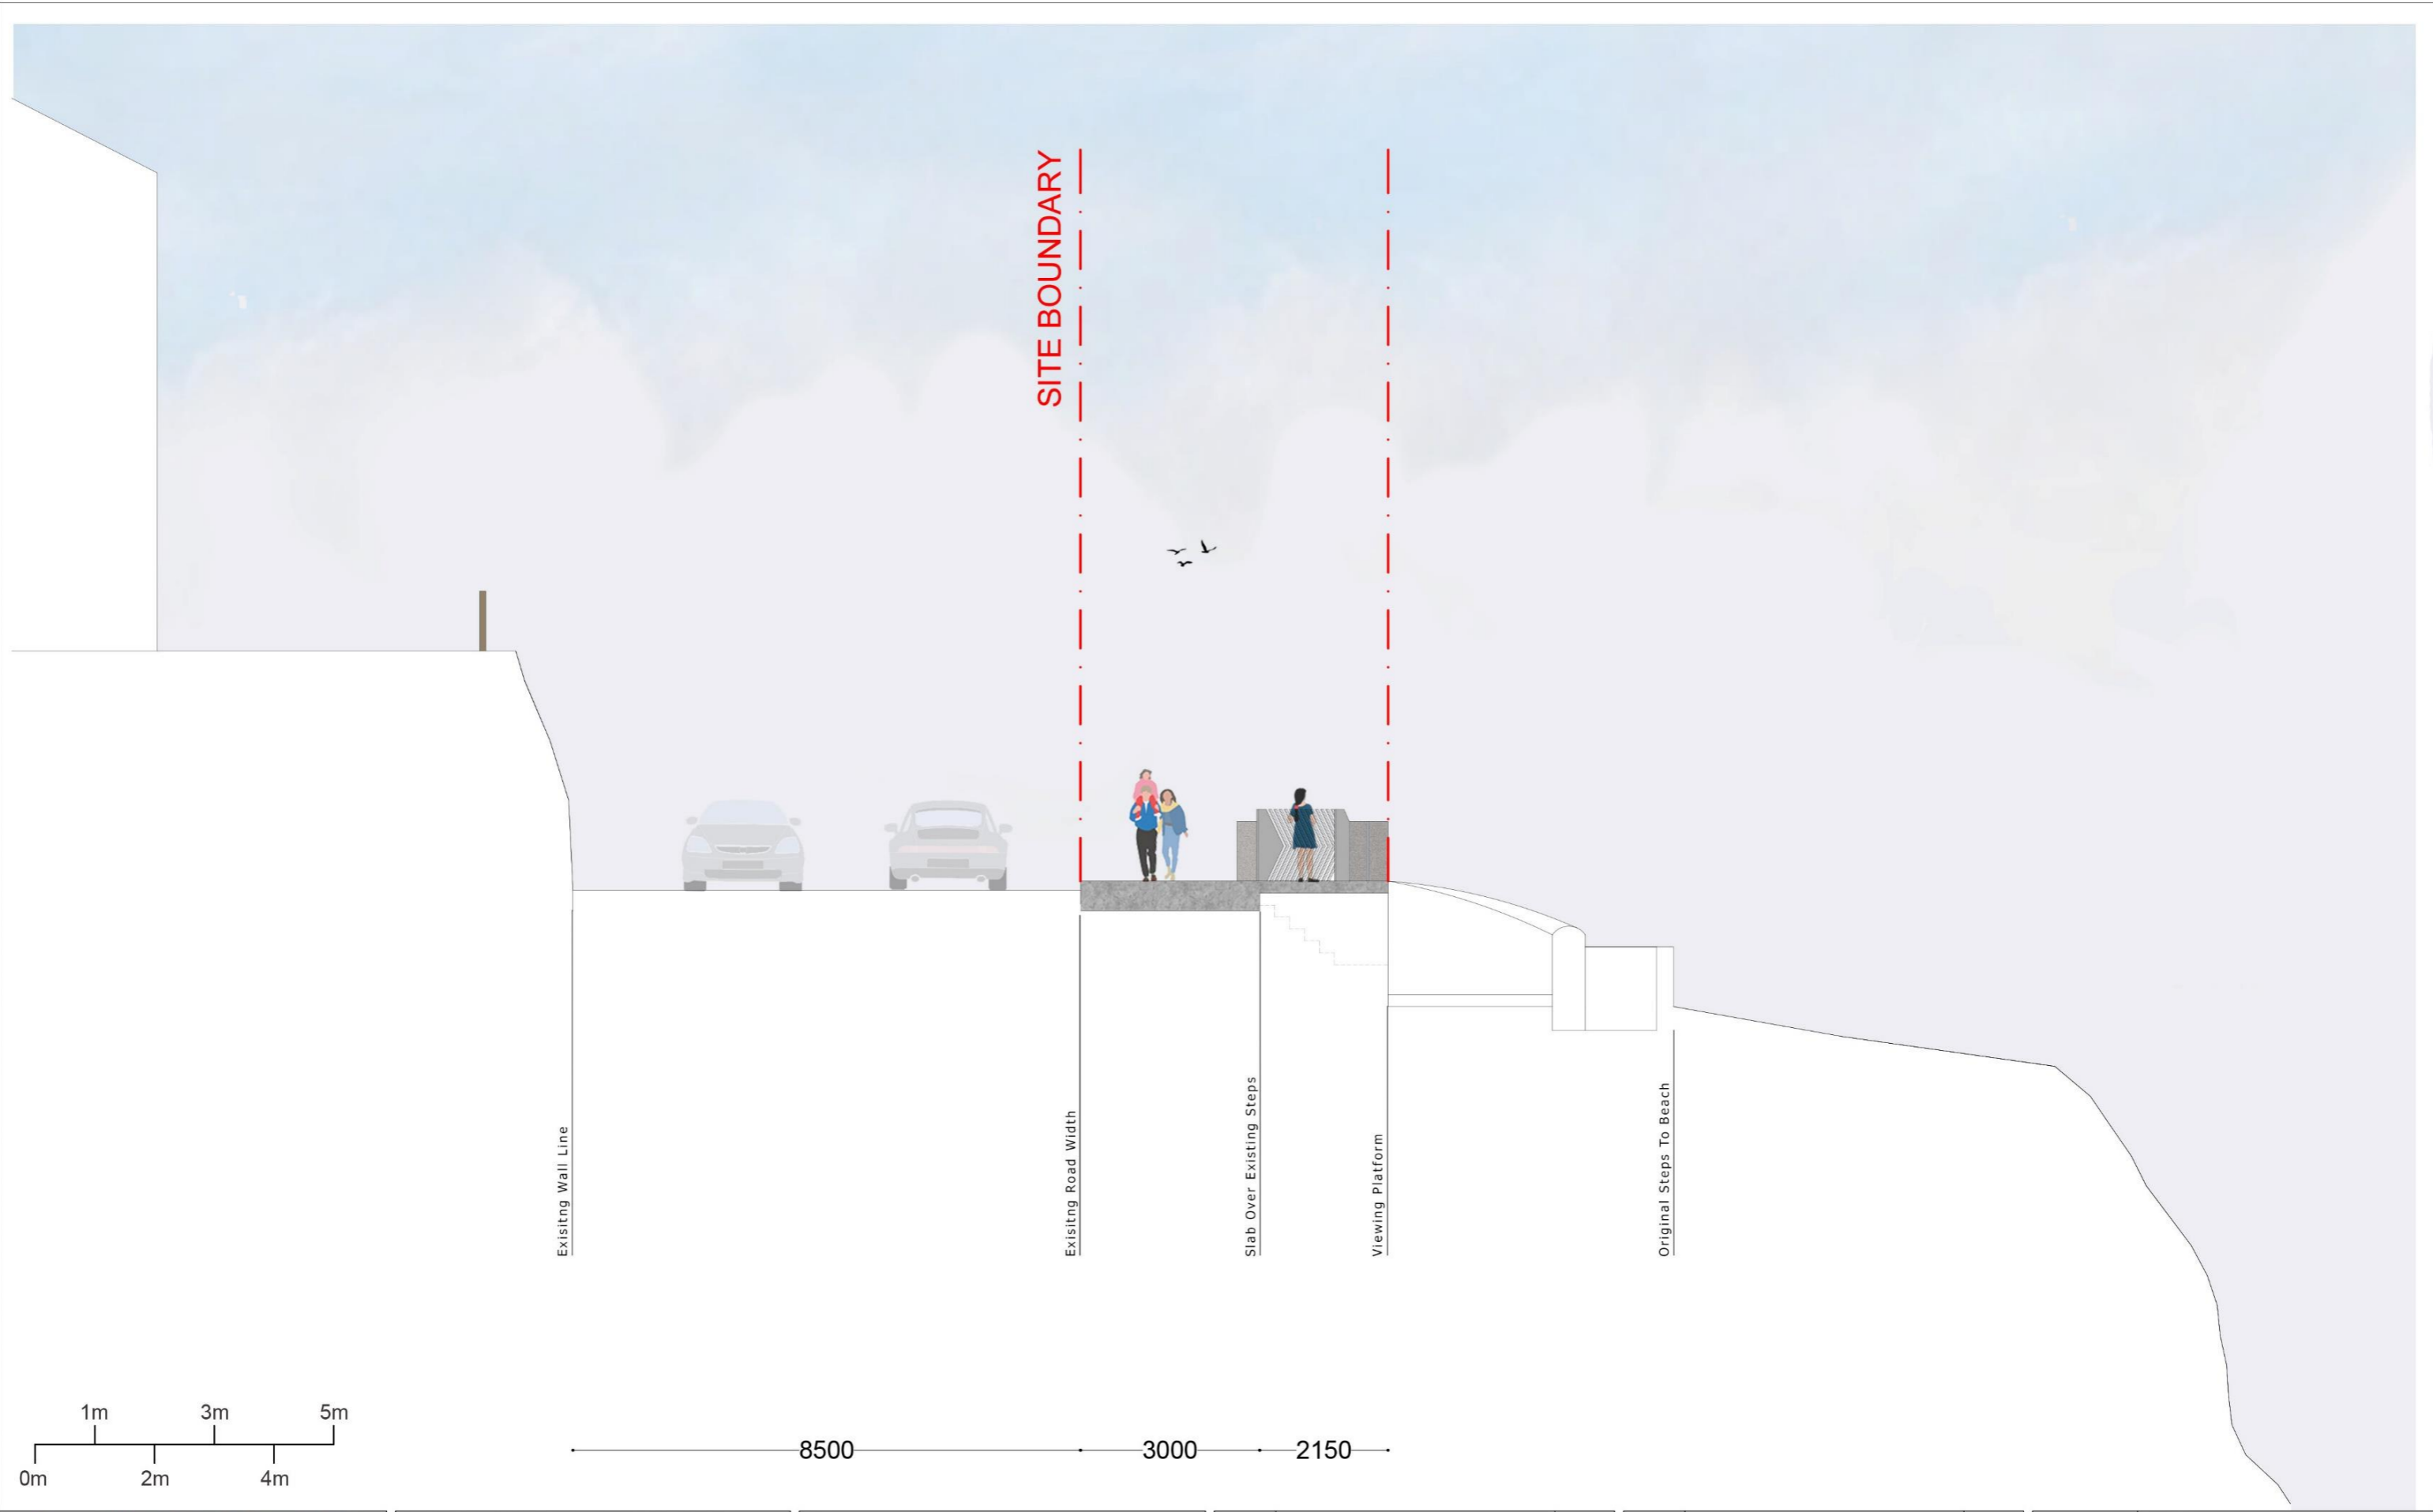 SITE BOUNDARY
Exisitng Wall Line
Exisitng Road Width
Slab Over Existing Steps
Viewing Platform
Original Steps To Beach
1m 3m 5m
0m 2m 4m
8500 3000 2150